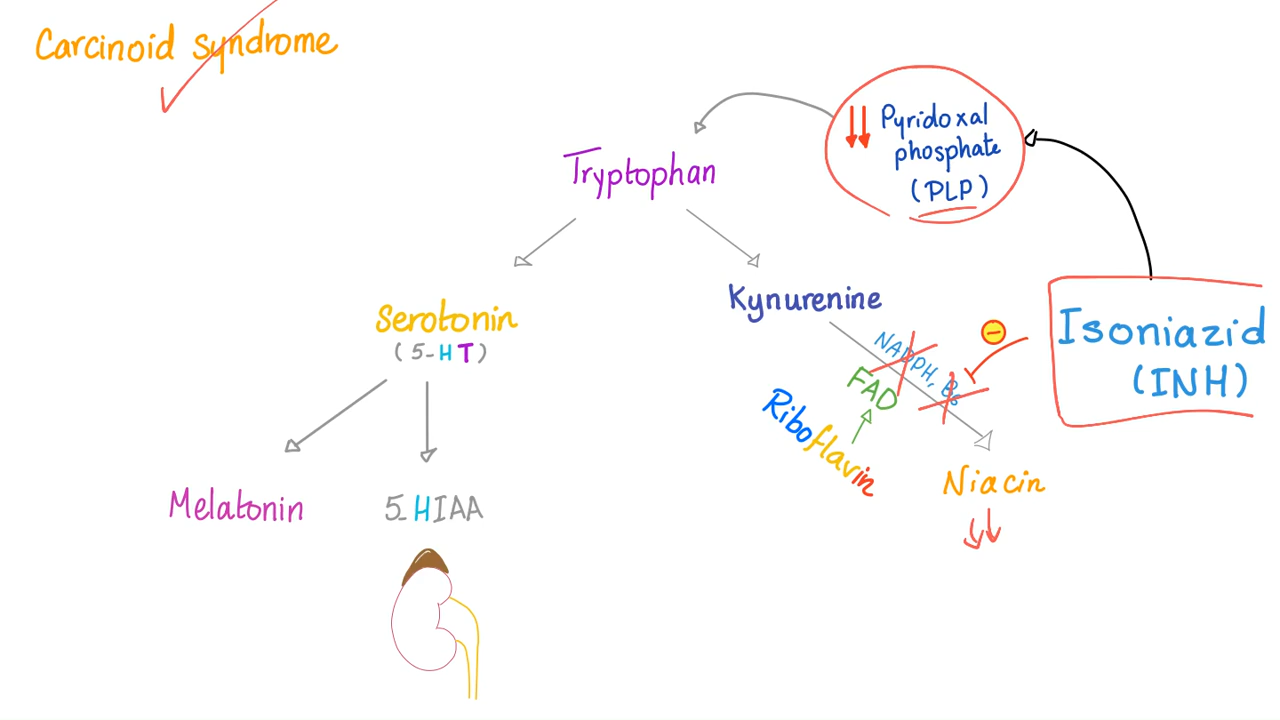 Carcinoid syndrome
Pyridoxal
phosphate
(PLP)
Tryptophan
Serotonin
(5-HT)
Kynurenine
NADPH, B6
FAD
Riboflavin
Isoniazid
(INH)
Melatonin
5-HIAA
Niacin